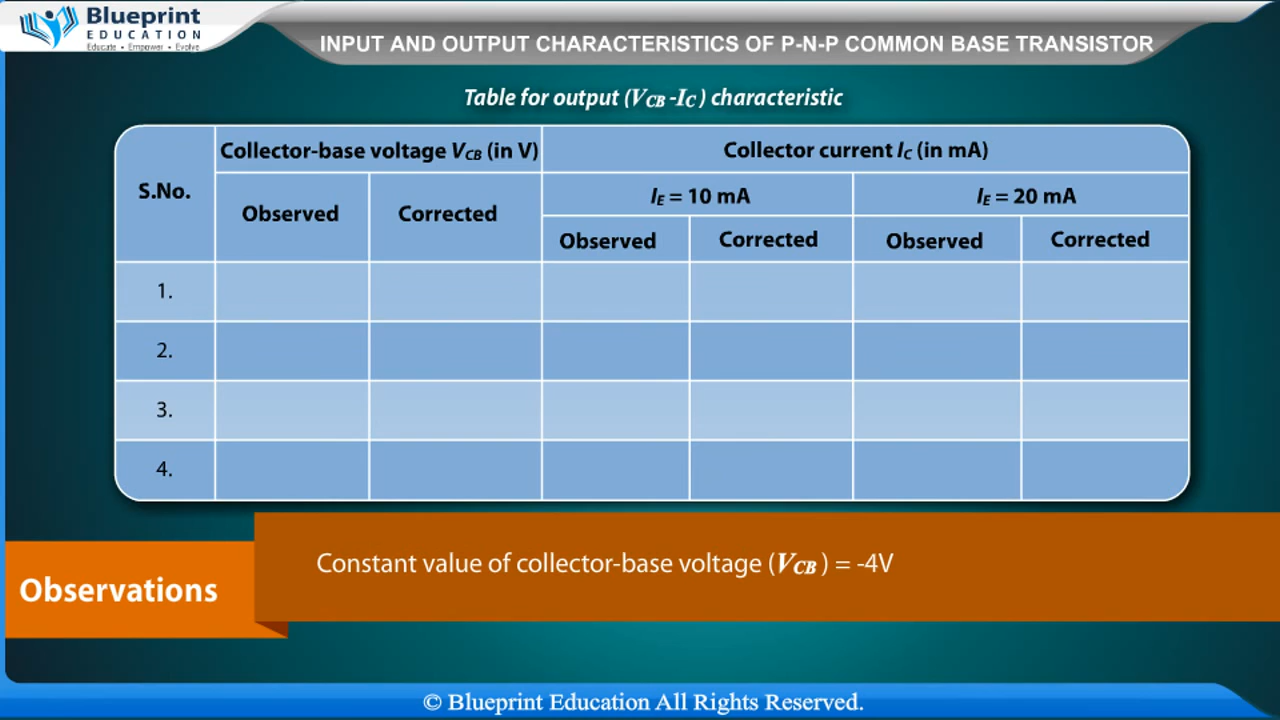 Blueprint
EDUCATION
Educate • Empower • Evolve
INPUT AND OUTPUT CHARACTERISTICS OF P-N-P COMMON BASE TRANSISTOR
Table for output (VCB -IC) characteristic
S.No.
Collector-base voltage VCB (in V)
Collector current IC (in mA)
Observed
Corrected
IE = 10 mA
IE = 20 mA
Observed
Corrected
Observed
Corrected
1.
2.
3.
4.
Constant value of collector-base voltage (VCB ) = -4V
Observations
© Blueprint Education All Rights Reserved.